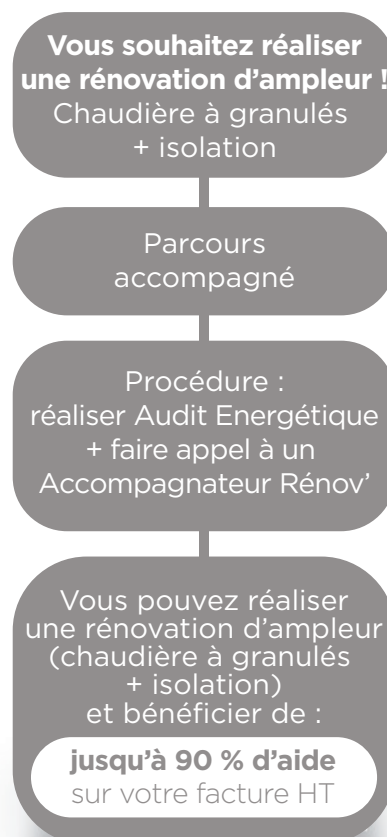 Vous souhaitez réaliser
une rénovation d’ampleur !
Chaudière à granulés
+ isolation
Parcours
accompagné
Procédure :
réaliser Audit Energétique
+ faire appel à un
Accompagnateur Rénov’
Vous pouvez réaliser
une rénovation d’ampleur
(chaudière à granulés
+ isolation)
et bénéficier de :
jusqu’à 90 % d’aide
sur votre facture HT